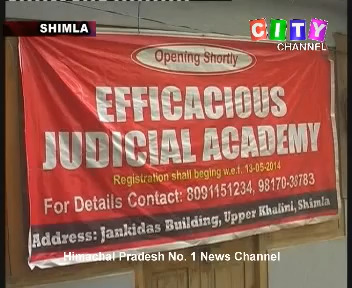 SHIMLA
CITY
CHANNEL
Opening Shortly
EFFICACIOUS
JUDICIAL ACADEMY
Registration shall beging w.e.f. 13-05-2014
For Details Contact: 8091151234, 98170-38783
Address: Jankidas Building, Upper Khalini, Shimla
Himachal Pradesh No. 1 News Channel